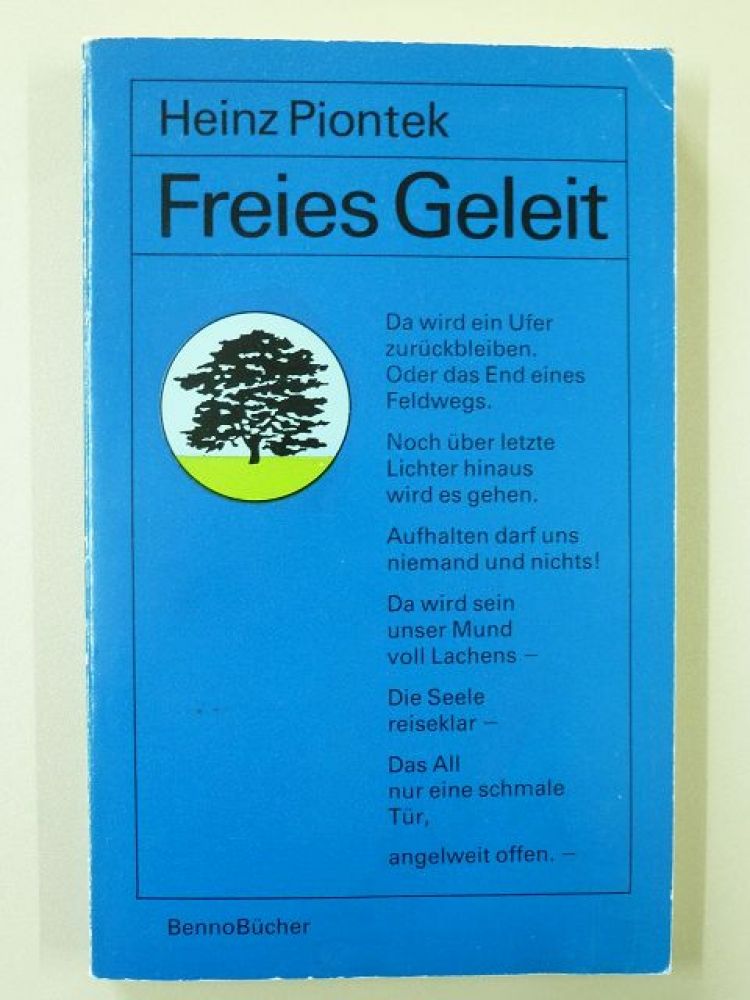 Heinz Piontek
Freies Geleit
Da wird ein Ufer
zurückbleiben.
Oder das End eines
Feldwegs.
Noch über letzte
Lichter hinaus
wird es gehen.
Aufhalten darf uns
niemand und nichts!
Da wird sein
unser Mund
voll Lachens –
Die Seele
reiseklar –
Das All
nur eine schmale
Tür,
angelweit offen. –
BennoBücher